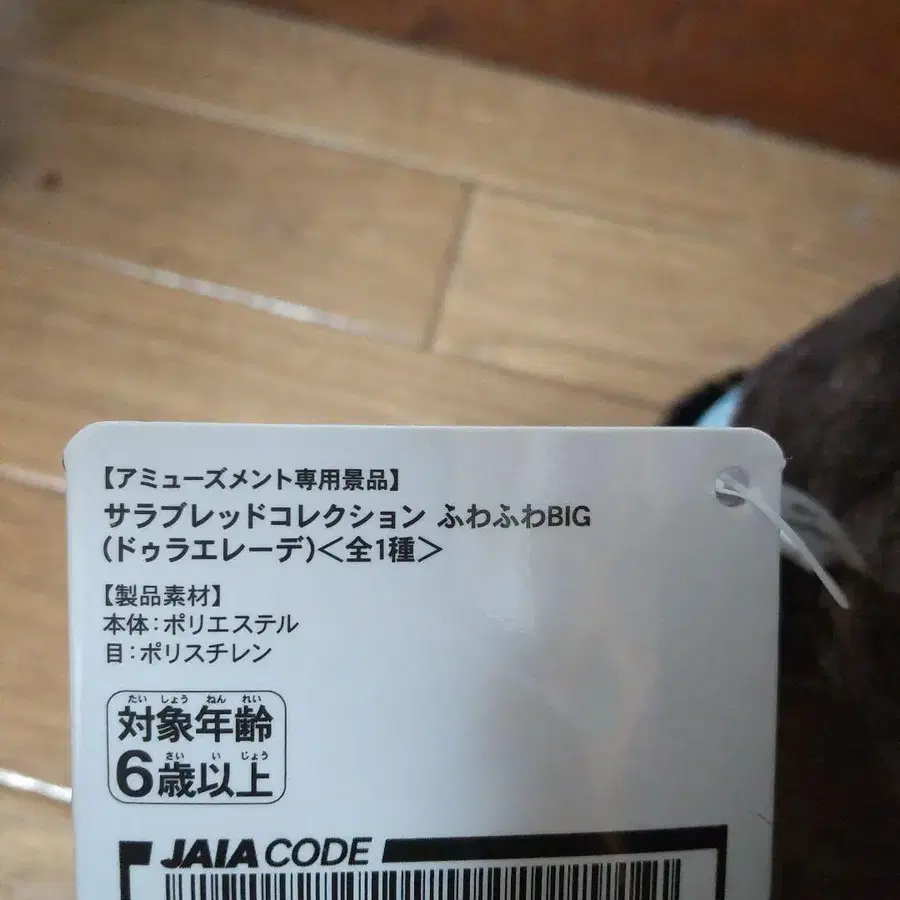 【アミューズメント専用景品】
サラブレッドコレクション ふわふわBIG
(ドゥラエレーデ)<全1種>
【製品素材】
本体:ポリエステル
目:ポリスチレン
たい しょう ねん れい
対象年齢
さい い じょう
6歳以上
JAIA CODE